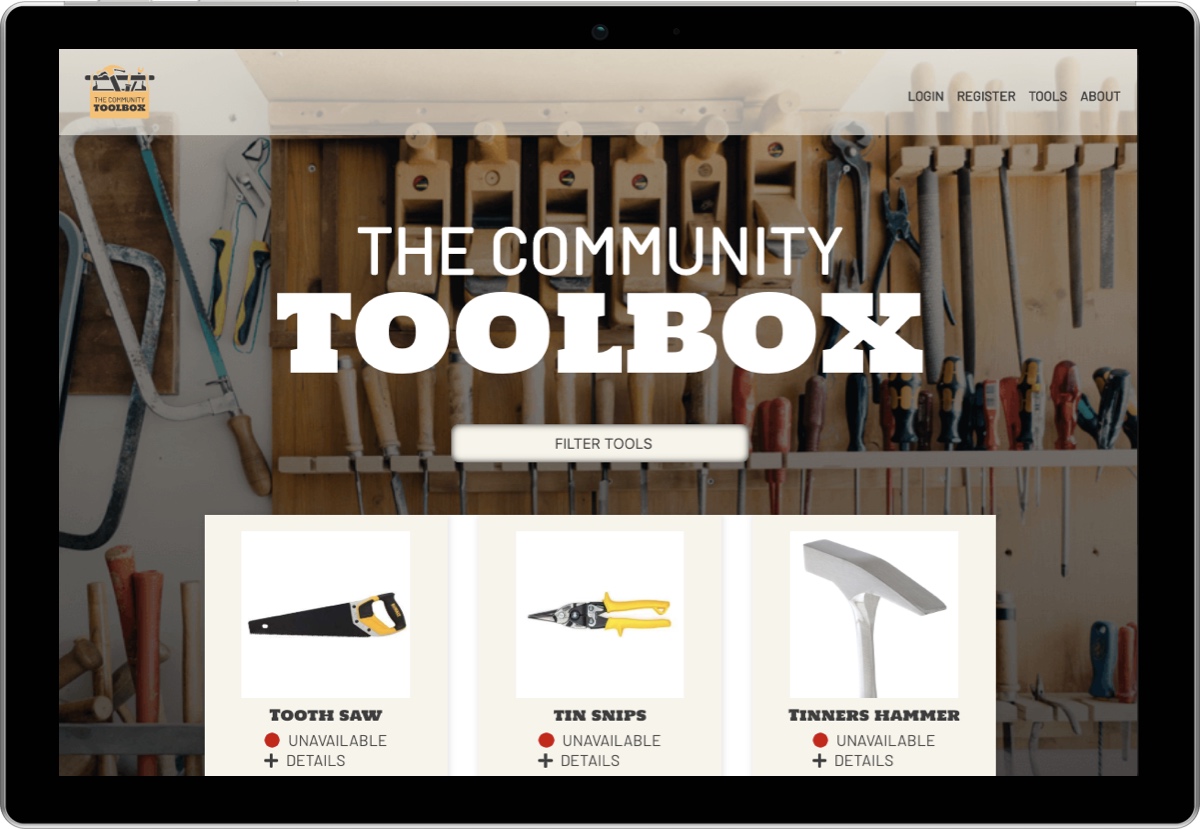 THE COMMUNITY
TOOLBOX
LOGIN REGISTER TOOLS ABOUT
THE COMMUNITY
TOOLBOX
FILTER TOOLS
TOOTH SAW
UNAVAILABLE
+ DETAILS
TIN SNIPS
UNAVAILABLE
+ DETAILS
TINNERS HAMMER
UNAVAILABLE
+ DETAILS